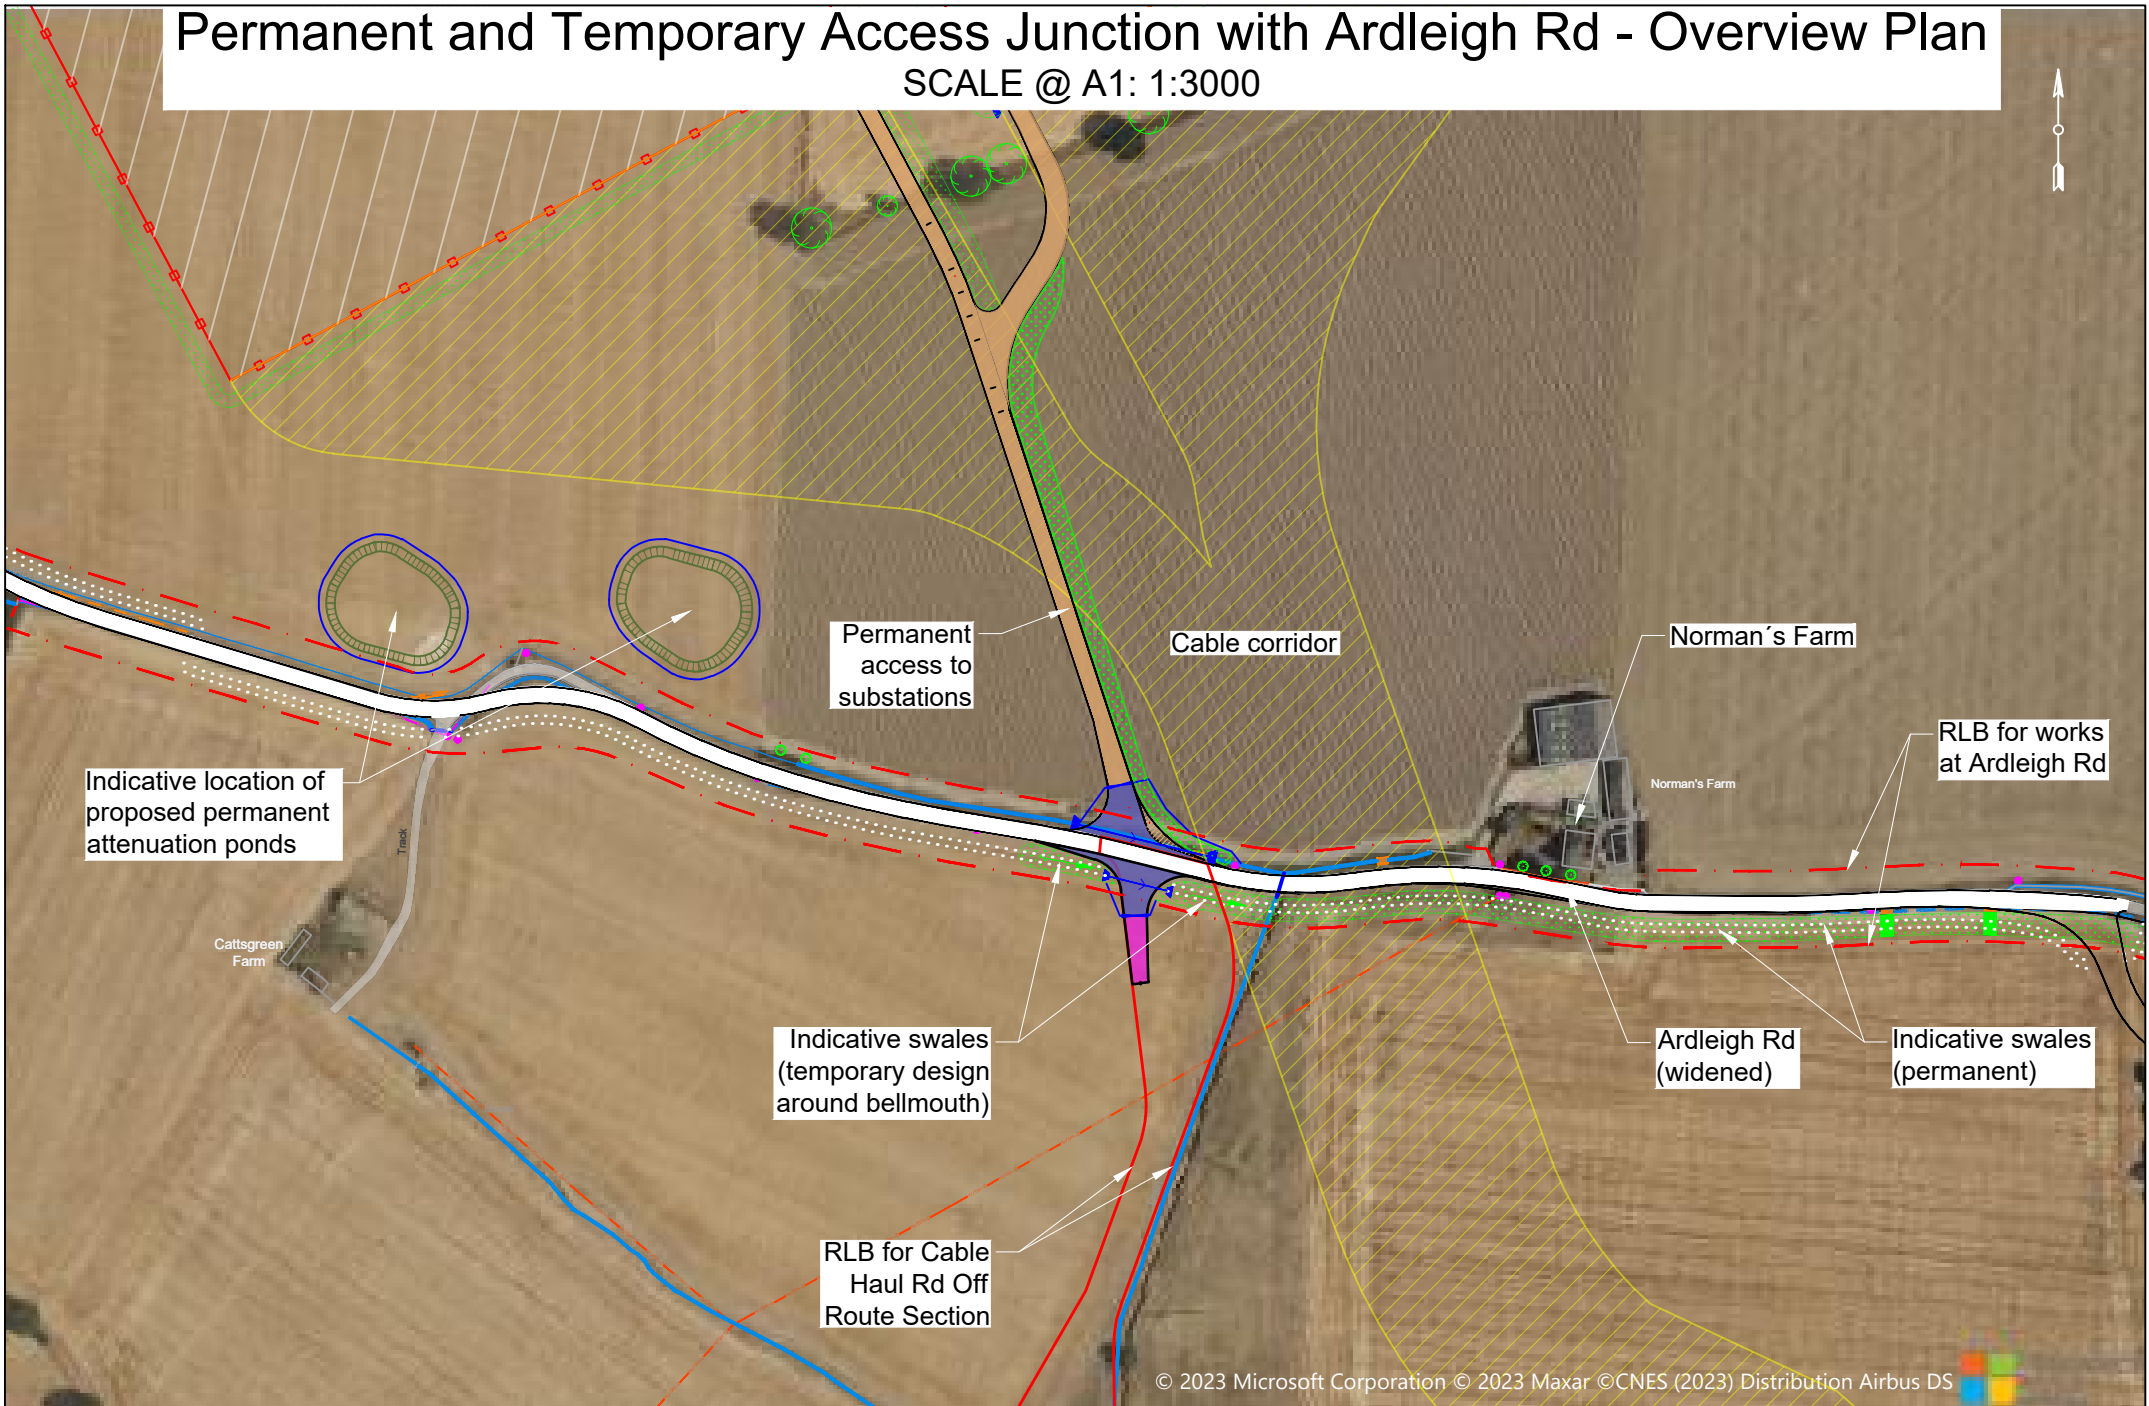 Permanent and Temporary Access Junction with Ardleigh Rd - Overview Plan
SCALE @ A1: 1:3000
Permanent
access to
substations
Cable corridor
Norman´s Farm
RLB for works
at Ardleigh Rd
Norman's Farm
Indicative location of
proposed permanent
attenuation ponds
Track
Cattsgreen
Farm
Indicative swales
(temporary design
around bellmouth)
Ardleigh Rd
(widened)
Indicative swales
(permanent)
RLB for Cable
Haul Rd Off
Route Section
© 2023 Microsoft Corporation © 2023 Maxar ©CNES (2023) Distribution Airbus DS